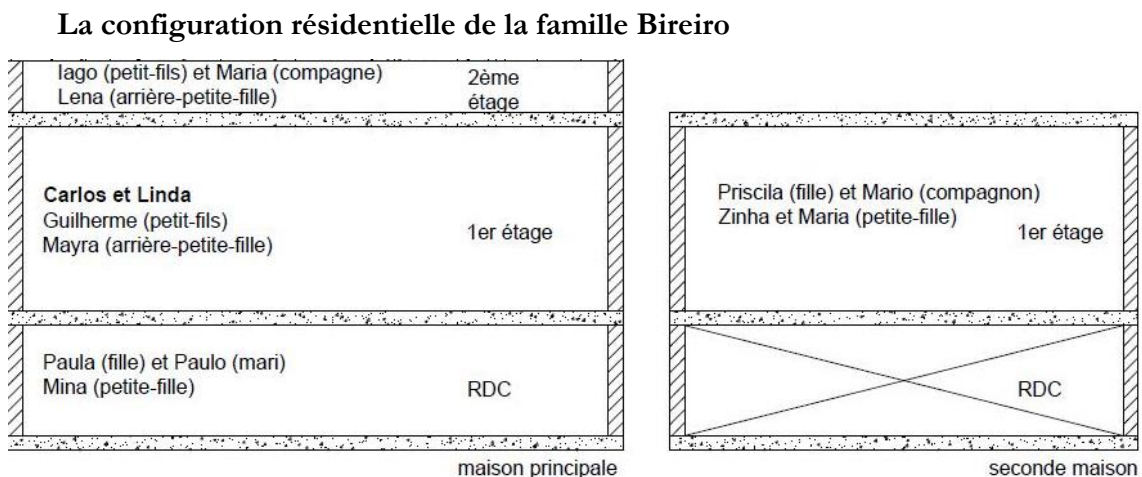 La configuration résidentielle de la famille Bireiro
Iago (petit-fils) et Maria (compagne)
Lena (arrière-petite-fille)
2ème
étage
Carlos et Linda
Guilherme (petit-fils)
Mayra (arrière-petite-fille)
1er étage
Paula (fille) et Paulo (mari)
Mina (petite-fille)
RDC
maison principale
Priscila (fille) et Mario (compagnon)
Zinha et Maria (petite-fille)
1er étage
RDC
seconde maison